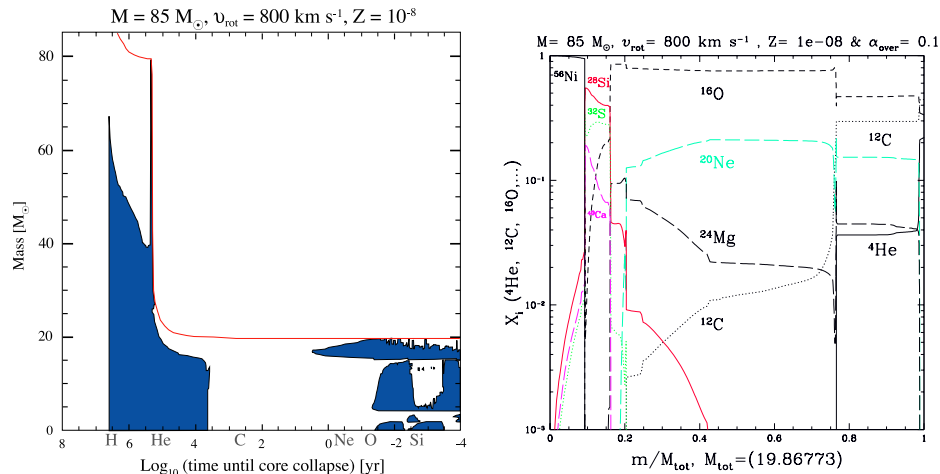 M = 85 M☉, υrot = 800 km s-1, Z = 10-8
80
60
40
20
0
Mass [M☉]
8 6 4 2 0 -2 -4
H He C Ne O Si
Log10 (time until core collapse) [yr]
M= 85 M☉, υrot= 800 km s-1 , Z= 1e-08 & αover= 0.1
1
10-1
10-2
10-3
Xi (4He, 12C, 16O,...)
56Ni
28Si
32S
16O
12C
20Ne
24Mg
4He
12C
0 0.2 0.4 0.6 0.8 1
m/Mtot, Mtot=(19.86773)